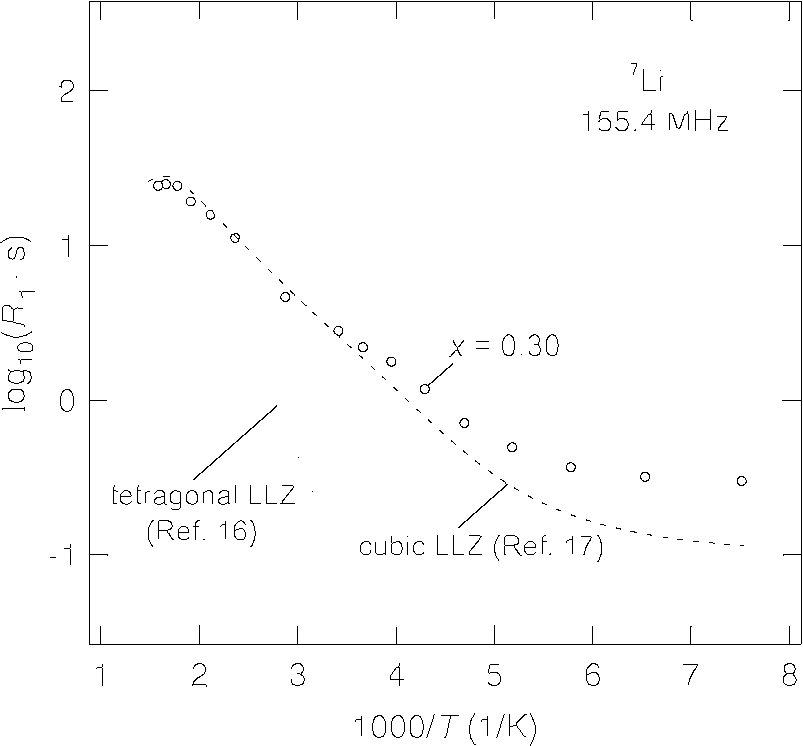 ⁷Li
155.4 MHz
2
1
0
-1
log₁₀(R₁ · s)
x = 0.30
tetragonal LLZ
(Ref. 16)
cubic LLZ (Ref. 17)
1 2 3 4 5 6 7 8
1000/T (1/K)